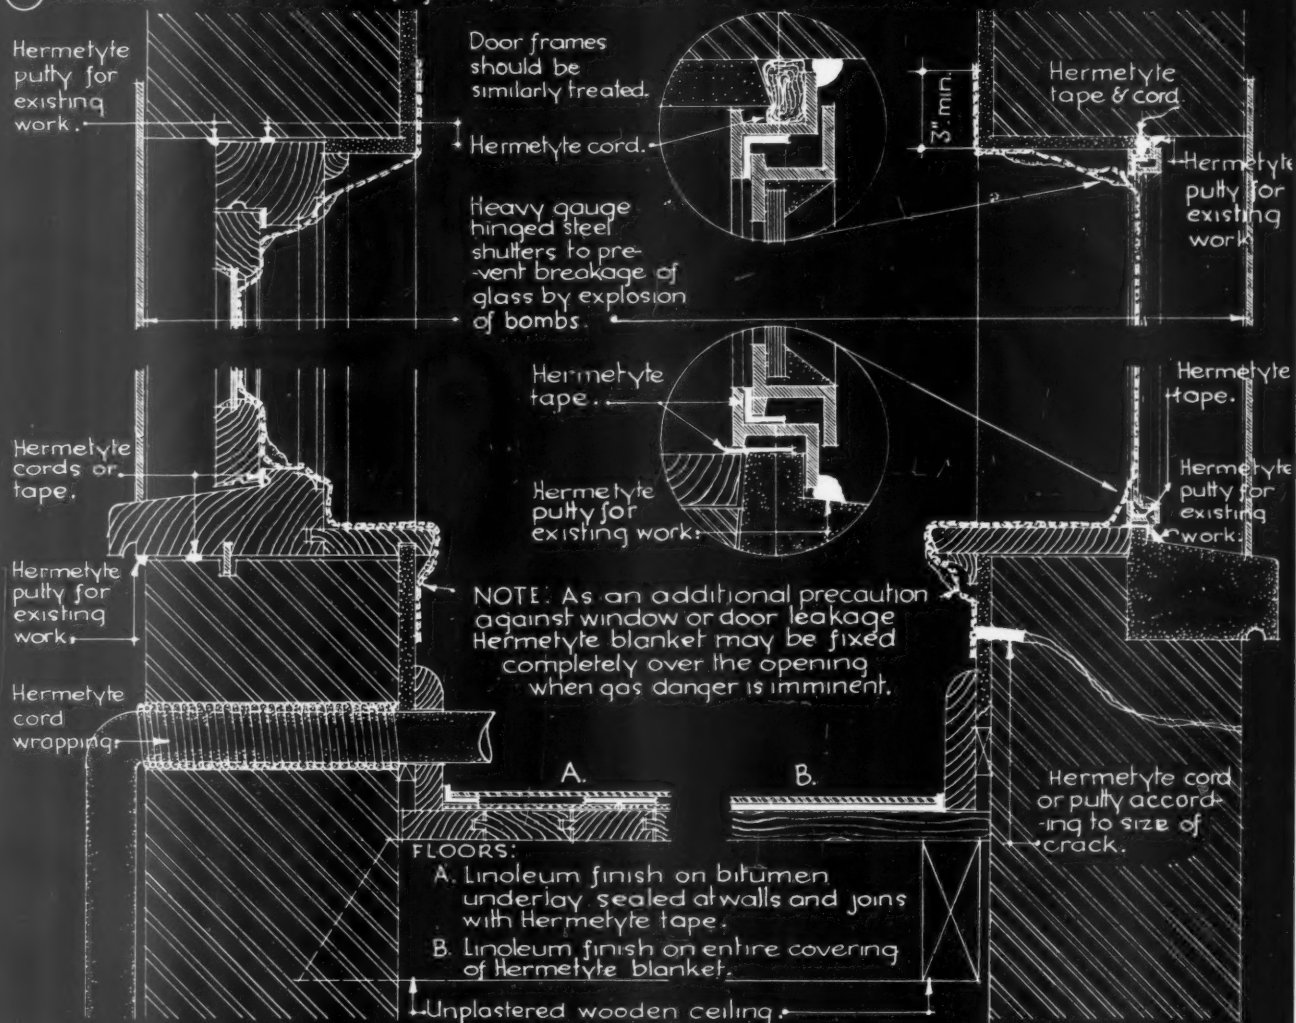 Hermetyte
putty for
existing
work.
Door frames
should be
similarly treated.
Hermetyte cord.
Heavy gauge
hinged steel
shutters to pre-
-vent breakage of
glass by explosion
of bombs.
3" min.
Hermetyte
tape & cord
Hermetyte
putty for
existing
work
Hermetyte
tape.
Hermetyte
putty for
existing work.
Hermetyte
tape.
Hermetyte
putty for
existing
work.
Hermetyte
cords or
tape.
Hermetyte
putty for
existing
work.
NOTE: As an additional precaution
against window or door leakage
Hermetyte blanket may be fixed
completely over the opening
when gas danger is imminent.
Hermetyte
cord
wrapping.
A.
B.
Hermetyte cord
or putty accord-
-ing to size of
crack.
FLOORS:
A. Linoleum finish on bitumen
underlay sealed at walls and joins
with Hermetyte tape.
B. Linoleum finish on entire covering
of Hermetyte blanket.
Unplastered wooden ceiling.